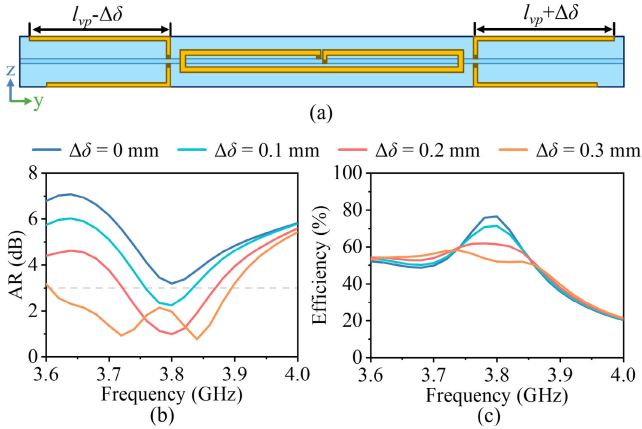 l_vp-Δδ
l_vp+Δδ
z
y
(a)
Δδ = 0 mm
Δδ = 0.1 mm
Δδ = 0.2 mm
Δδ = 0.3 mm
8
6
4
2
0
AR (dB)
3.6 3.7 3.8 3.9 4.0
Frequency (GHz)
(b)
100
80
60
40
20
0
Efficiency (%)
3.6 3.7 3.8 3.9 4.0
Frequency (GHz)
(c)